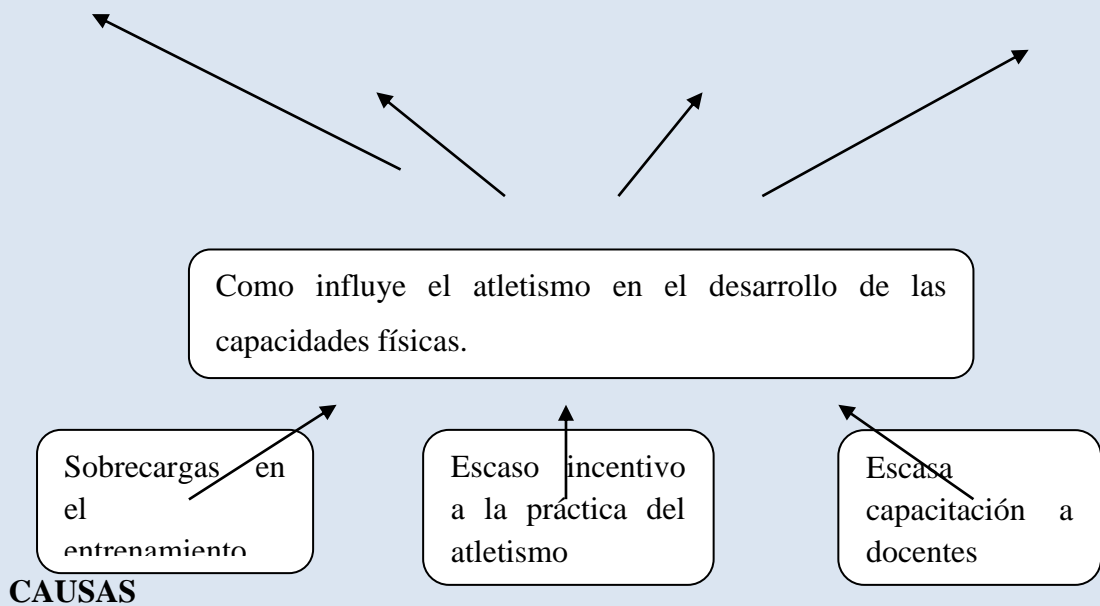 Como influye el atletismo en el desarrollo de las
capacidades físicas.
Sobrecargas en
el
entrenamiento
Escaso incentivo
a la práctica del
atletismo
Escasa
capacitación a
docentes
CAUSAS